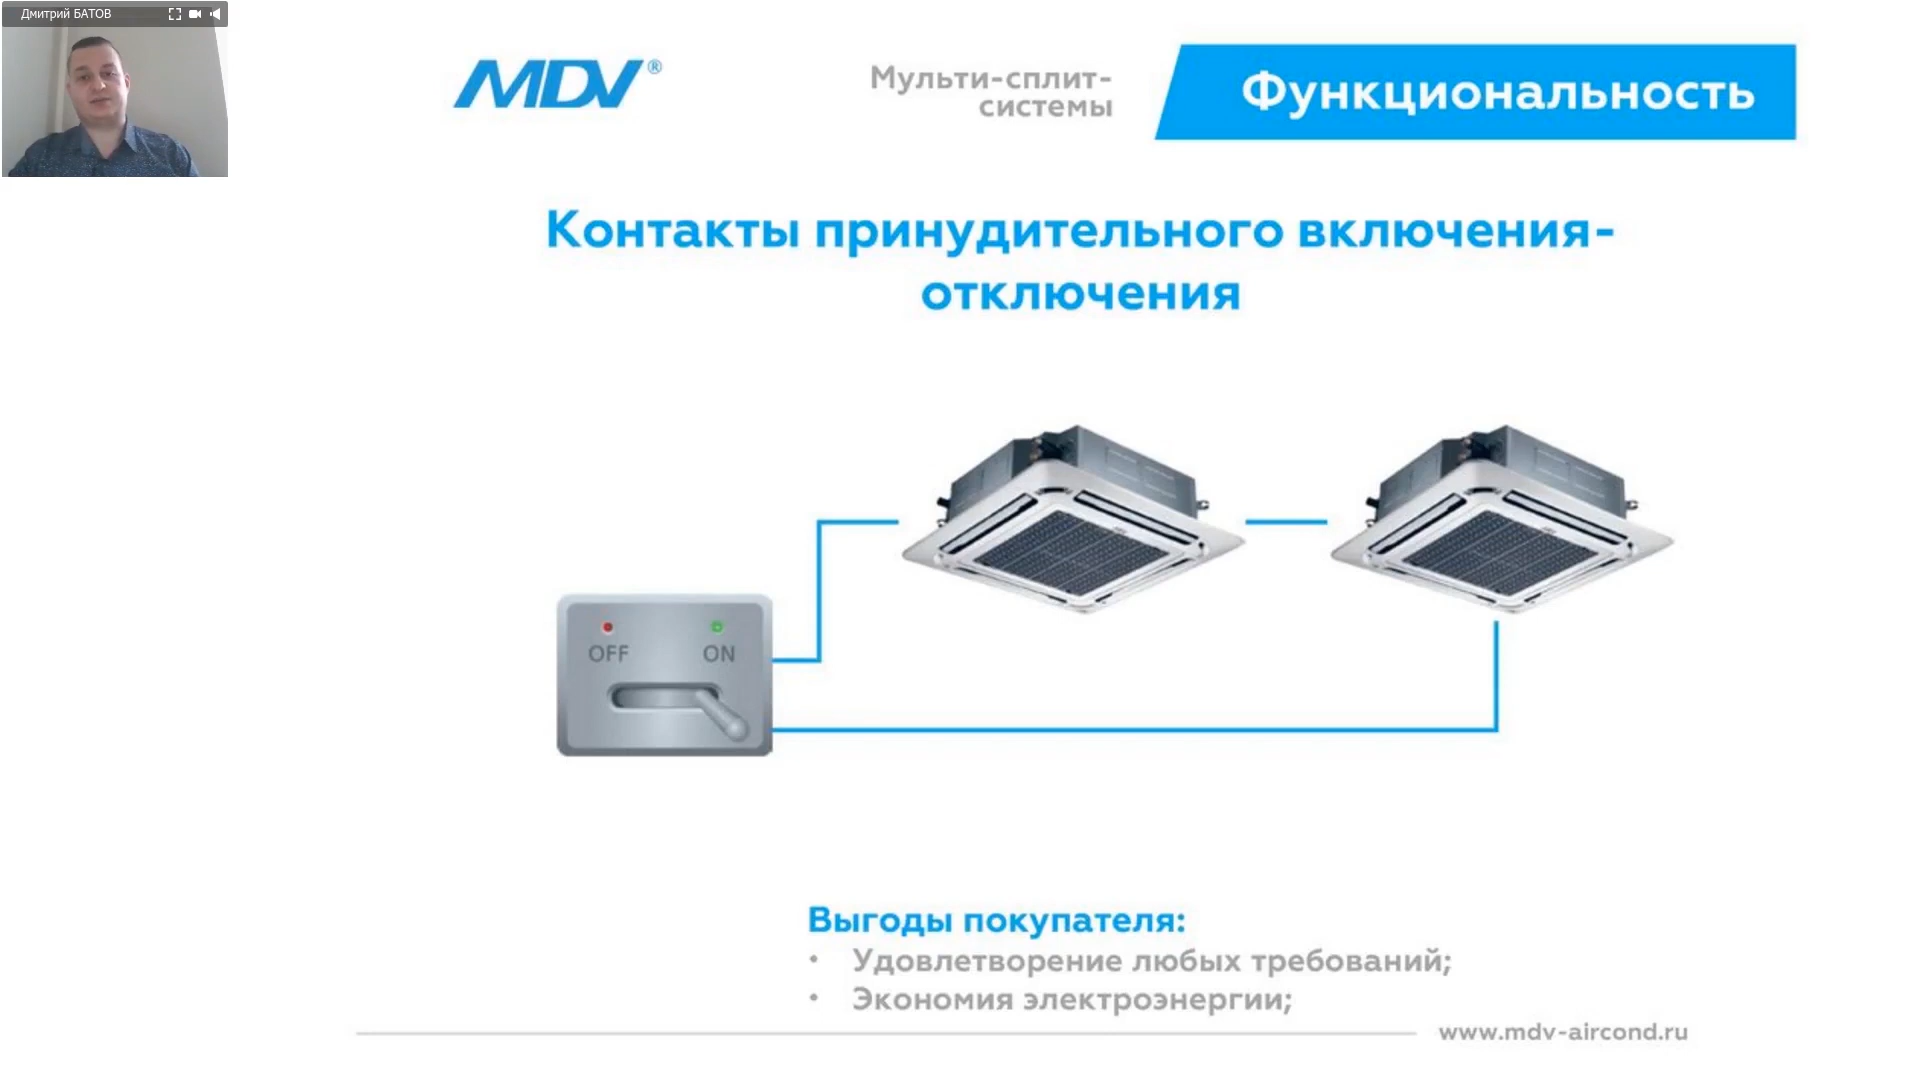 Дмитрий БАТОВ
MDV®
Мульти-сплит-
системы
Функциональность
Контакты принудительного включения-
отключения
OFF ON
Выгоды покупателя:
• Удовлетворение любых требований;
• Экономия электроэнергии;
www.mdv-aircond.ru